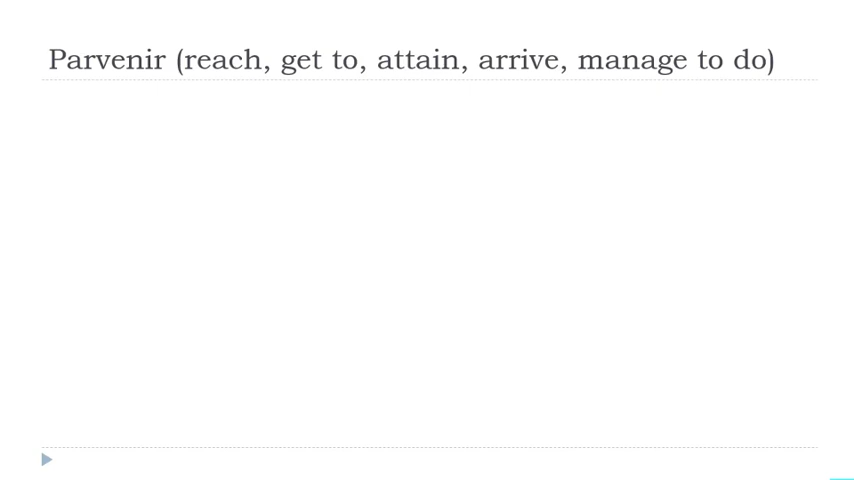 Parvenir (reach, get to, attain, arrive, manage to do)